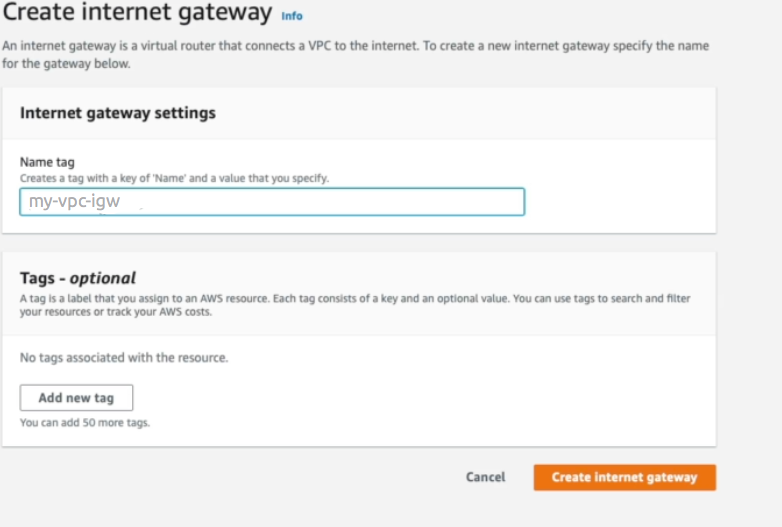 Create internet gateway Info
An internet gateway is a virtual router that connects a VPC to the internet. To create a new internet gateway specify the name
for the gateway below.
Internet gateway settings
Name tag
Creates a tag with a key of 'Name' and a value that you specify.
my-vpc-igw
Tags - optional
A tag is a label that you assign to an AWS resource. Each tag consists of a key and an optional value. You can use tags to search and filter
your resources or track your AWS costs.
No tags associated with the resource.
Add new tag
You can add 50 more tags.
Cancel Create internet gateway